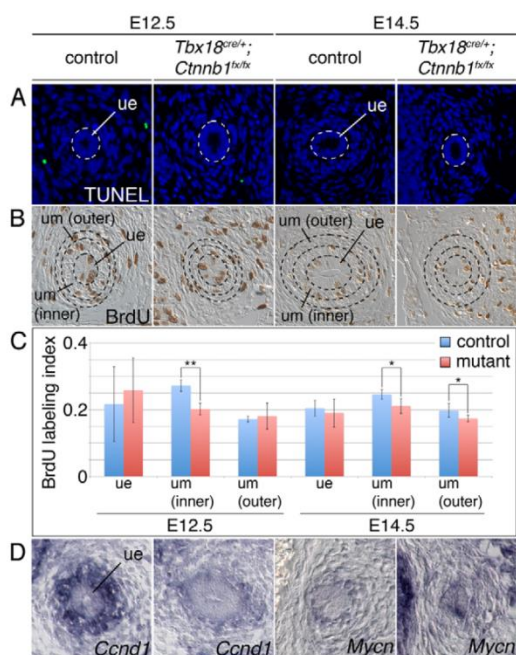 E12.5 E14.5
control Tbx18cre/+; Ctnnb1fx/fx control Tbx18cre/+; Ctnnb1fx/fx
A ue ue
TUNEL
B um (outer) ue um (outer) ue
um (inner) um (inner)
BrdU
C 0.4 control
mutant
** * *
BrdU labeling index
0.2
0
ue um (inner) um (outer) ue um (inner) um (outer)
E12.5 E14.5
D ue
Ccnd1 Ccnd1 Mycn Mycn